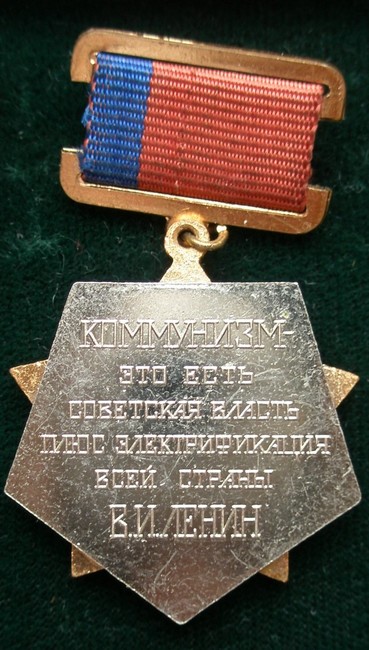 КОММУНИЗМ-
ЭТО ЕСТЬ
СОВЕТСКАЯ ВЛАСТЬ
ПЛЮС ЭЛЕКТРИФИКАЦИЯ
ВСЕЙ СТРАНЫ
В.И.ЛЕНИН